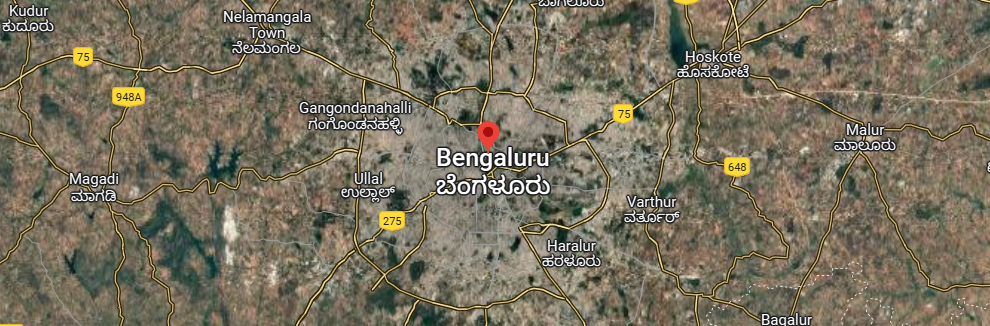 Kudur
ಕುದೂರು
Nelamangala
Town
ನೆಲಮಂಗಲ
75
948A
Hoskote
ಹೊಸಕೋಟೆ
Gangondanahalli
ಗಂಗೊಂಡನಹಳ್ಳಿ
75
Malur
ಮಾಲೂರು
Bengaluru
ಬೆಂಗಳೂರು
648
Magadi
ಮಾಗಡಿ
Ullal
ಉಲ್ಲಾಳ್
275
Varthur
ವರ್ತೂರ್
Haralur
ಹರಳೂರು
Bagalur